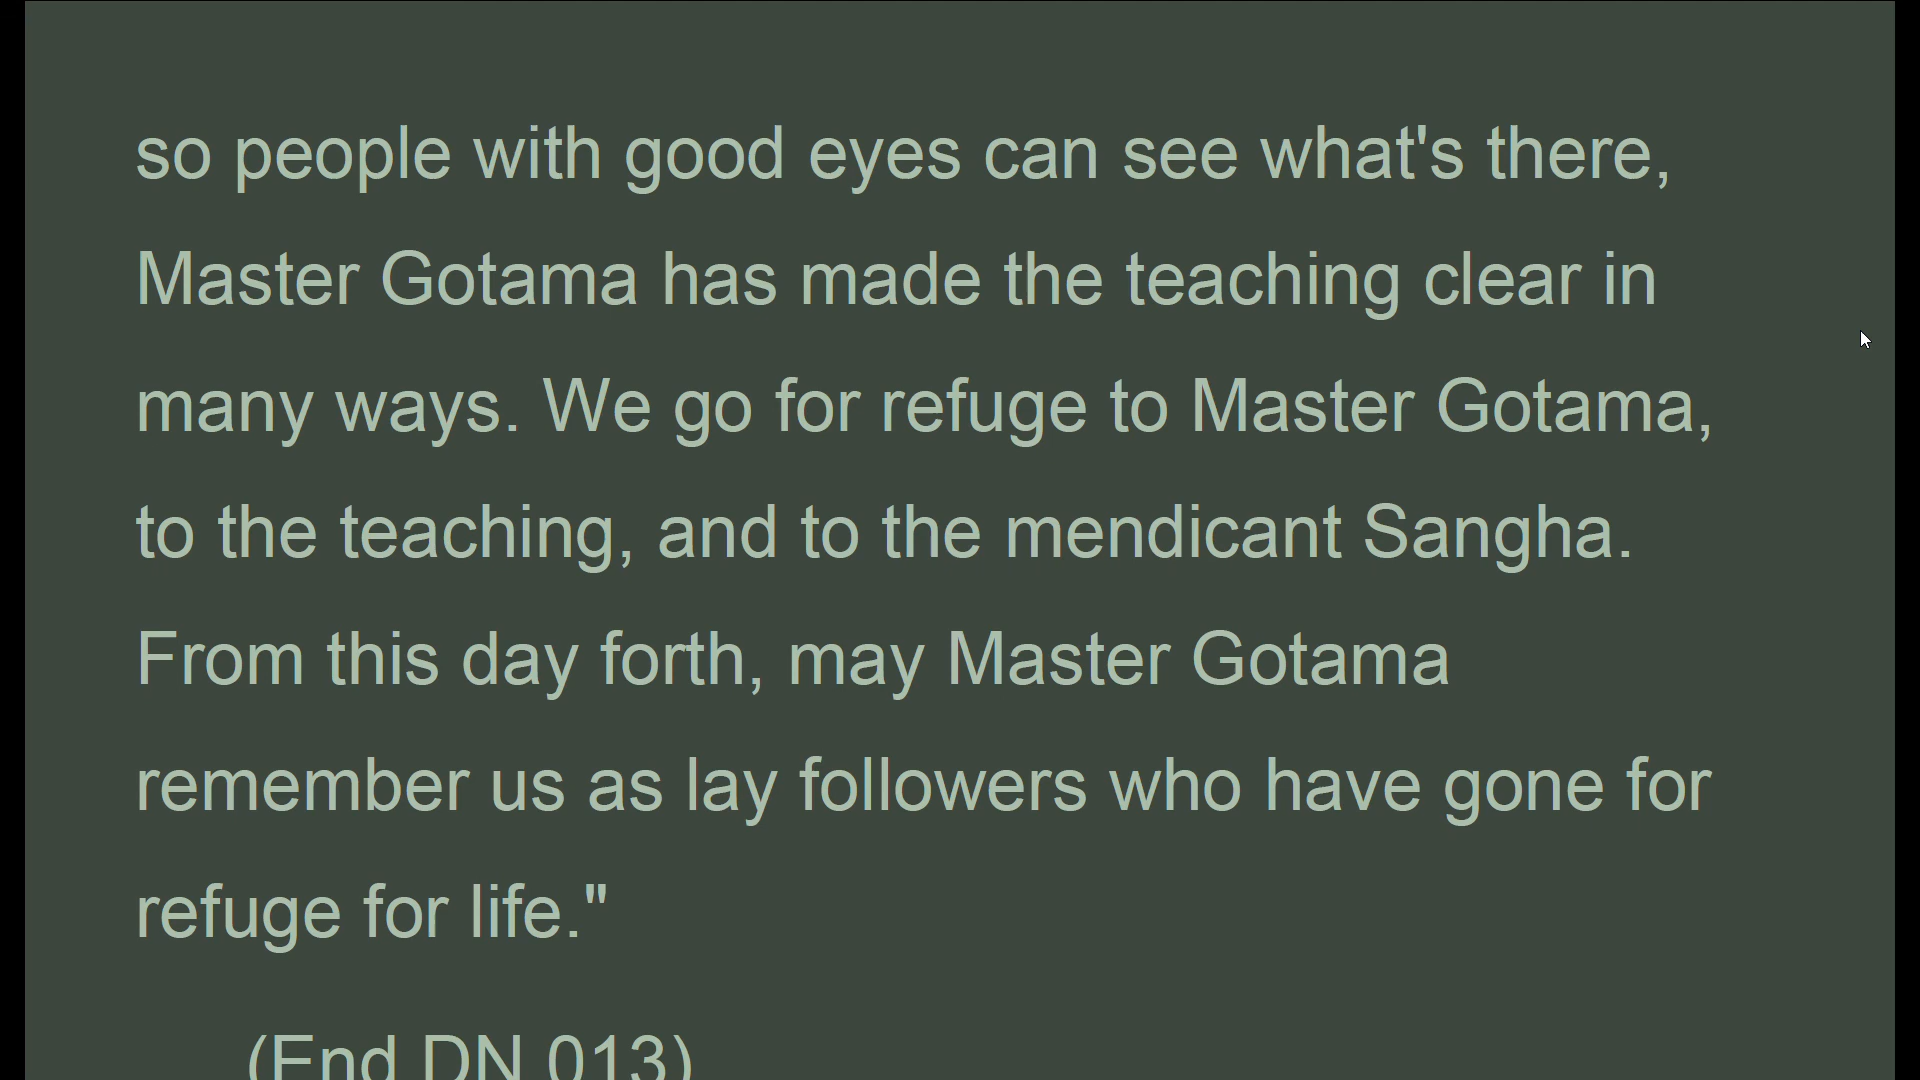 so people with good eyes can see what's there,
Master Gotama has made the teaching clear in
many ways. We go for refuge to Master Gotama,
to the teaching, and to the mendicant Sangha.
From this day forth, may Master Gotama
remember us as lay followers who have gone for
refuge for life."
(End DN 013)